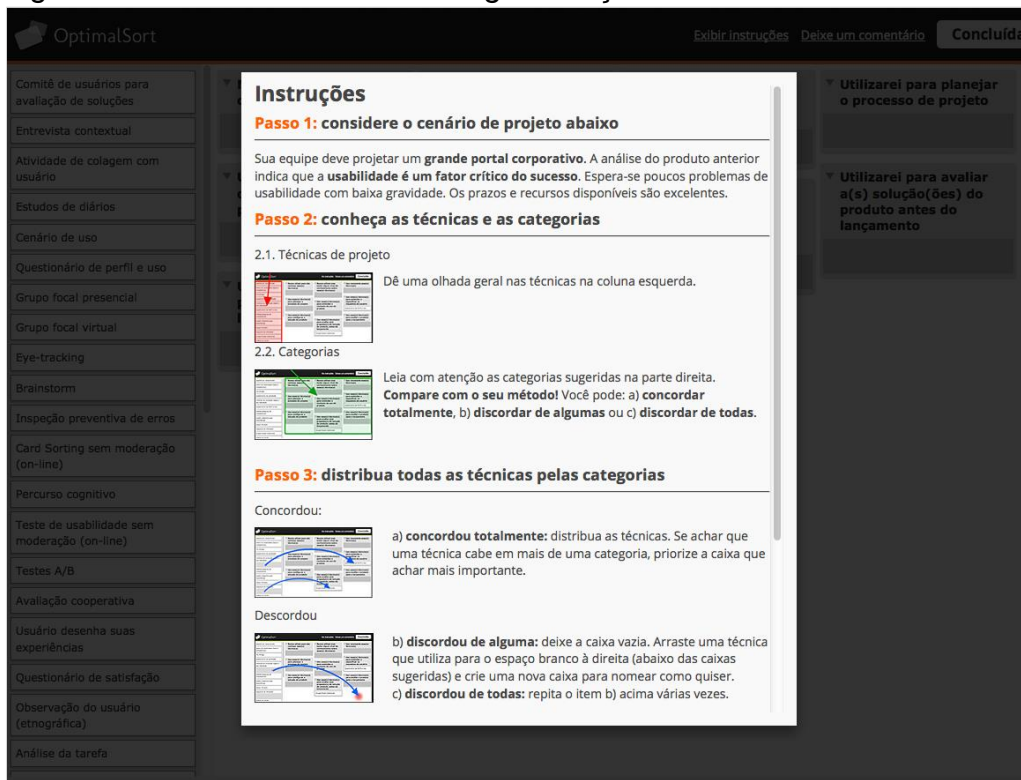 OptimalSort
Exibir instruções Deixe um comentário Concluída
Comitê de usuários para
avaliação de soluções
Entrevista contextual
Atividade de colagem com
usuário
Estudos de diários
Cenário de uso
Questionário de perfil e uso
Grupo focal presencial
Grupo focal virtual
Eye-tracking
Brainstorm
Inspeção preventiva de erros
Card Sorting sem moderação
(on-line)
Percurso cognitivo
Teste de usabilidade sem
moderação (on-line)
Testes A/B
Avaliação cooperativa
Usuário desenha suas
experiências
Questionário de satisfação
Observação do usuário
(etnográfica)
Análise da tarefa
Instruções
Passo 1: considere o cenário de projeto abaixo
Sua equipe deve projetar um grande portal corporativo. A análise do produto anterior
indica que a usabilidade é um fator crítico do sucesso. Espera-se poucos problemas de
usabilidade com baixa gravidade. Os prazos e recursos disponíveis são excelentes.
Passo 2: conheça as técnicas e as categorias
2.1. Técnicas de projeto
Dê uma olhada geral nas técnicas na coluna esquerda.
2.2. Categorias
Leia com atenção as categorias sugeridas na parte direita.
Compare com o seu método! Você pode: a) concordar
totalmente, b) discordar de algumas ou c) discordar de todas.
Passo 3: distribua todas as técnicas pelas categorias
Concordou:
a) concordou totalmente: distribua as técnicas. Se achar que
uma técnica cabe em mais de uma categoria, priorize a caixa que
achar mais importante.
Descordou
b) discordou de alguma: deixe a caixa vazia. Arraste uma técnica
que utiliza para o espaço branco à direita (abaixo das caixas
sugeridas) e crie uma nova caixa para nomear como quiser.
c) discordou de todas: repita o item b) acima várias vezes.
Utilizarei para planejar
o processo de projeto
Utilizarei para avaliar
a(s) solução(ões) do
produto antes do
lançamento